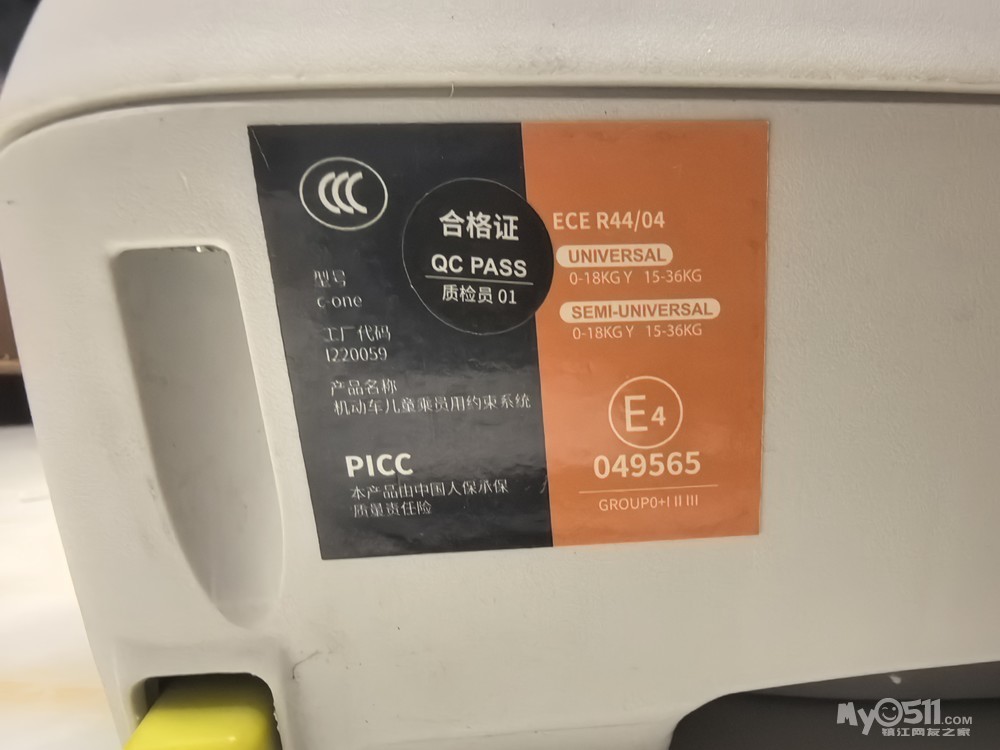 CCC
合格证
QC PASS
质检员 01
型号
c-one
工厂代码
I220059
产品名称
机动车儿童乘员用约束系统
PICC
本产品由中国人保承保
质量责任险
ECE R44/04
UNIVERSAL
0-18KG Y 15-36KG
SEMI-UNIVERSAL
0-18KG Y 15-36KG
E4
049565
GROUP0+I II III
My0511.COM
镇江网友之家